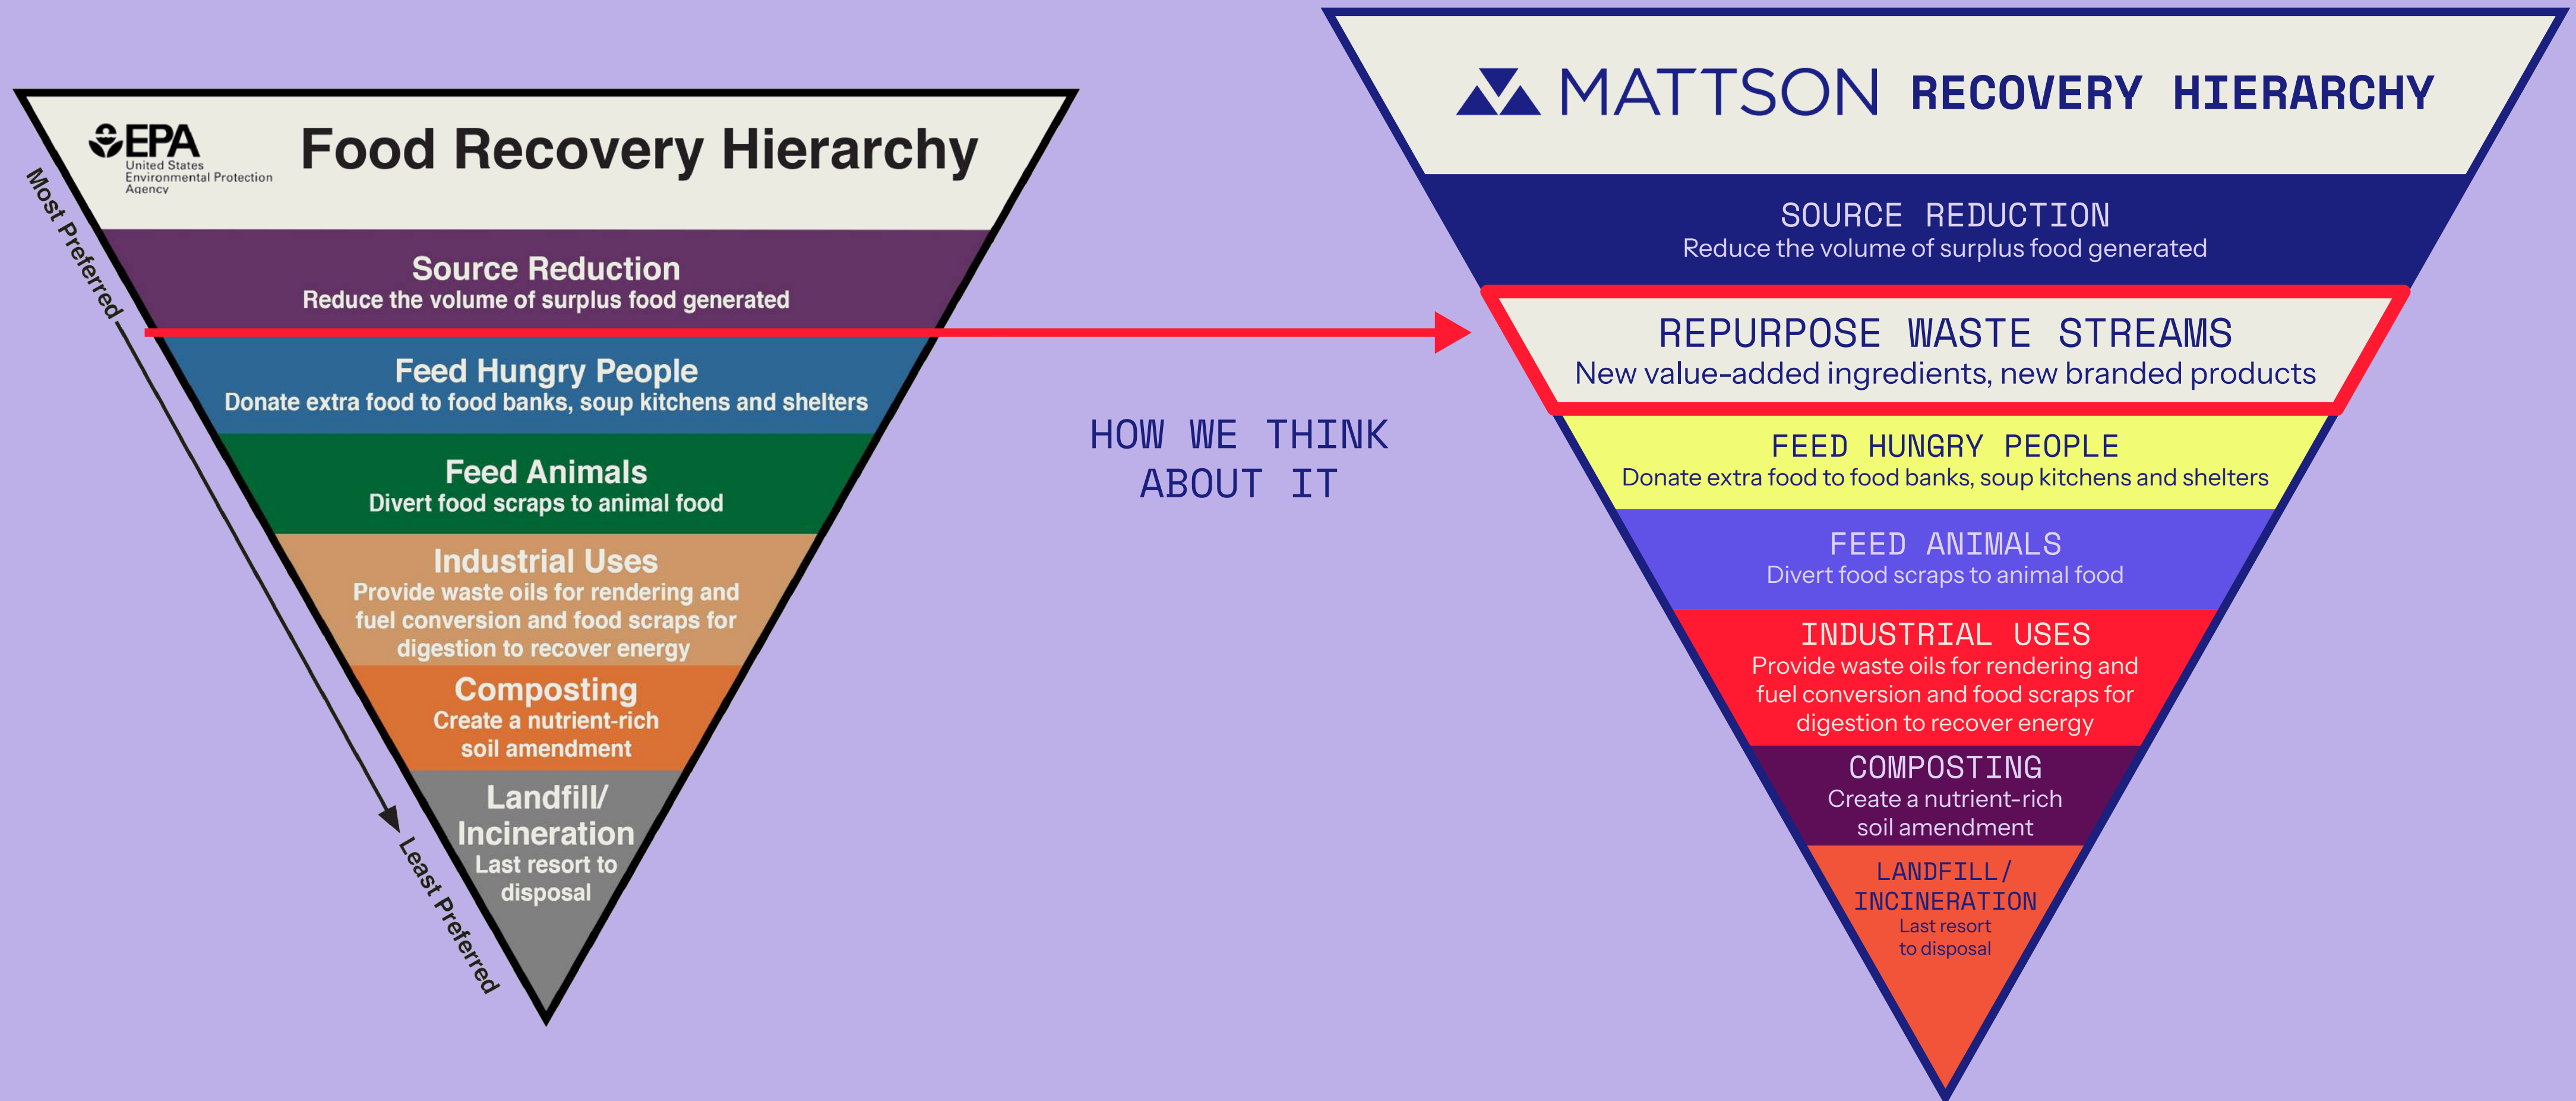 EPA
United States
Environmental Protection
Agency
Food Recovery Hierarchy
Most Preferred
Least Preferred
Source Reduction
Reduce the volume of surplus food generated
Feed Hungry People
Donate extra food to food banks, soup kitchens and shelters
Feed Animals
Divert food scraps to animal food
Industrial Uses
Provide waste oils for rendering and
fuel conversion and food scraps for
digestion to recover energy
Composting
Create a nutrient-rich
soil amendment
Landfill/
Incineration
Last resort to
disposal
HOW WE THINK
ABOUT IT
MATTSON RECOVERY HIERARCHY
SOURCE REDUCTION
Reduce the volume of surplus food generated
REPURPOSE WASTE STREAMS
New value-added ingredients, new branded products
FEED HUNGRY PEOPLE
Donate extra food to food banks, soup kitchens and shelters
FEED ANIMALS
Divert food scraps to animal food
INDUSTRIAL USES
Provide waste oils for rendering and
fuel conversion and food scraps for
digestion to recover energy
COMPOSTING
Create a nutrient-rich
soil amendment
LANDFILL/
INCINERATION
Last resort
to disposal